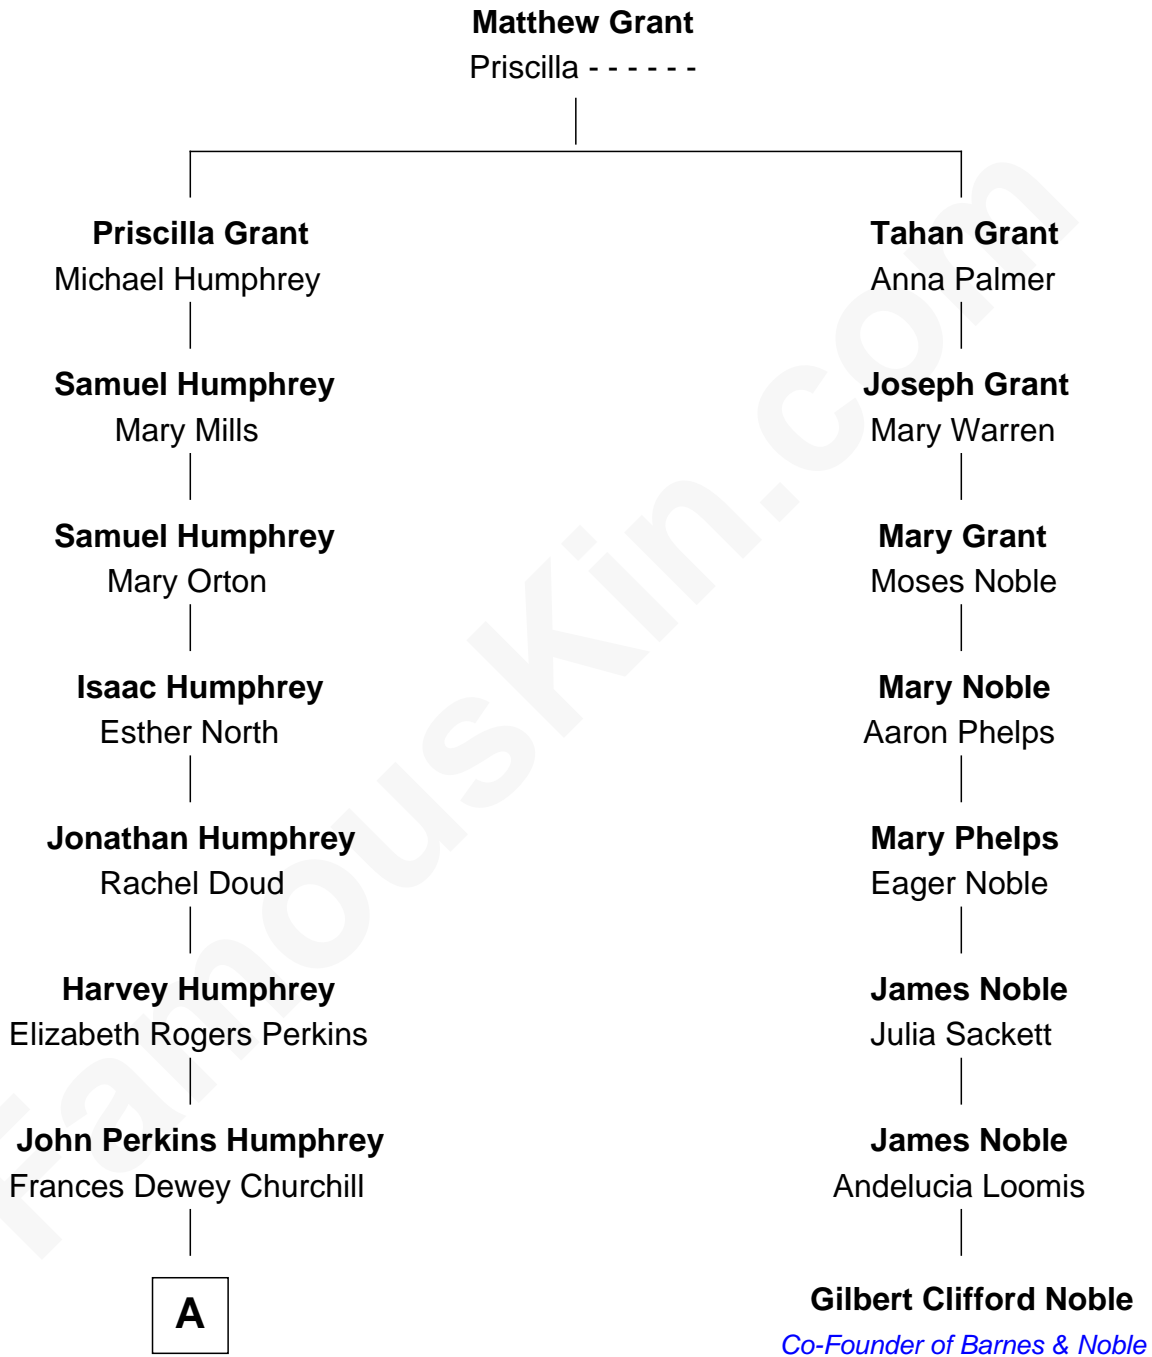 Matthew Grant
Priscilla - - - - - -
Priscilla Grant
Michael Humphrey
Tahan Grant
Anna Palmer
Samuel Humphrey
Mary Mills
Joseph Grant
Mary Warren
Samuel Humphrey
Mary Orton
Mary Grant
Moses Noble
Isaac Humphrey
Esther North
Mary Noble
Aaron Phelps
Jonathan Humphrey
Rachel Doud
Mary Phelps
Eager Noble
Harvey Humphrey
Elizabeth Rogers Perkins
James Noble
Julia Sackett
John Perkins Humphrey
Frances Dewey Churchill
James Noble
Andelucia Loomis
A
Gilbert Clifford Noble
Co-Founder of Barnes & Noble
FamousKin.com